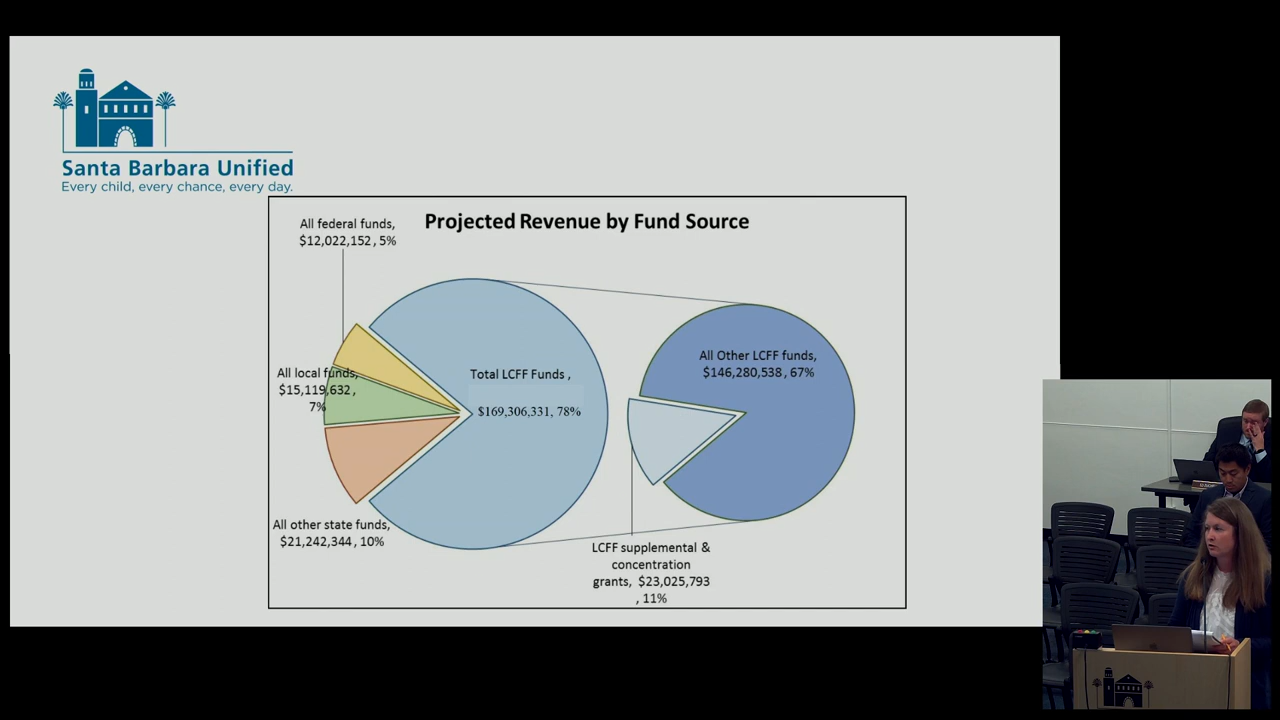 Santa Barbara Unified
Every child, every chance, every day.
Projected Revenue by Fund Source
All federal funds,
$12,022,152 , 5%
All local funds,
$15,119,632 ,
7%
All other state funds,
$21,242,344 , 10%
Total LCFF Funds ,
$169,306,331, 78%
All Other LCFF funds,
$146,280,538 , 67%
LCFF supplemental &
concentration
grants, $23,025,793
, 11%